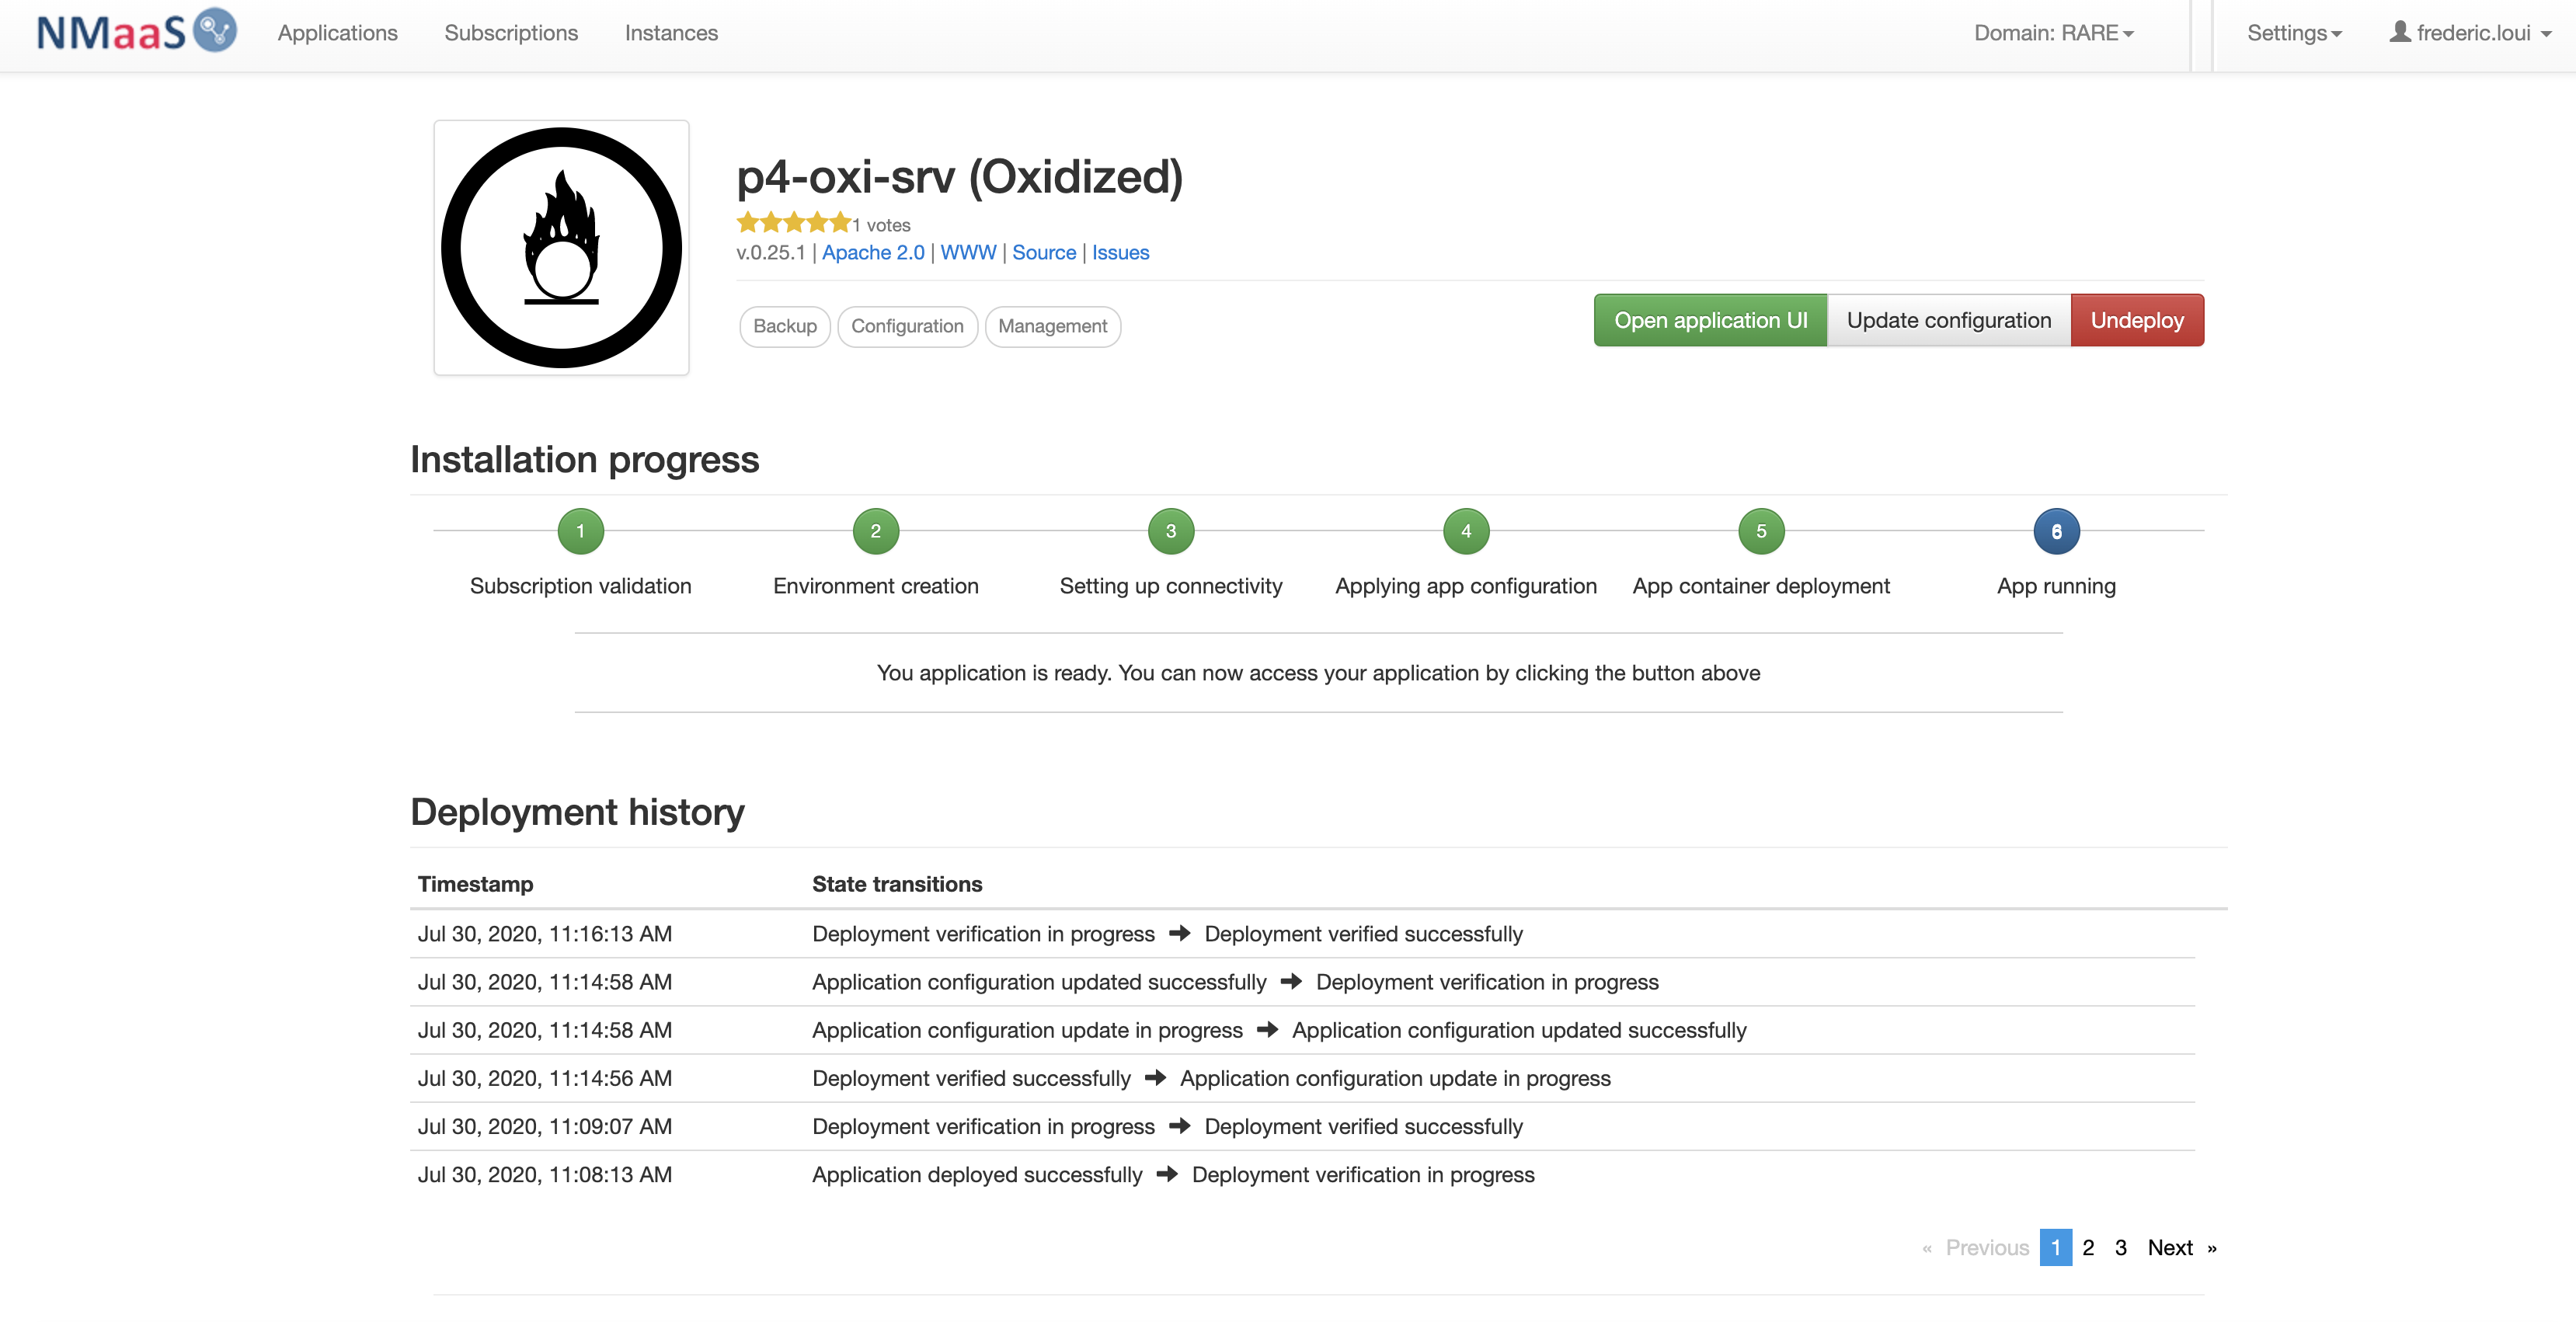 NMaaS Applications Subscriptions Instances Domain: RARE Settings frederic.loui
p4-oxi-srv (Oxidized)
1 votes
v.0.25.1 | Apache 2.0 | WWW | Source | Issues
Backup Configuration Management Open application UI Update configuration Undeploy
Installation progress
1 2 3 4 5 6
Subscription validation Environment creation Setting up connectivity Applying app configuration App container deployment App running
You application is ready. You can now access your application by clicking the button above
Deployment history
Timestamp State transitions
Jul 30, 2020, 11:16:13 AM Deployment verification in progress ➔ Deployment verified successfully
Jul 30, 2020, 11:14:58 AM Application configuration updated successfully ➔ Deployment verification in progress
Jul 30, 2020, 11:14:58 AM Application configuration update in progress ➔ Application configuration updated successfully
Jul 30, 2020, 11:14:56 AM Deployment verified successfully ➔ Application configuration update in progress
Jul 30, 2020, 11:09:07 AM Deployment verification in progress ➔ Deployment verified successfully
Jul 30, 2020, 11:08:13 AM Application deployed successfully ➔ Deployment verification in progress
« Previous 1 2 3 Next »